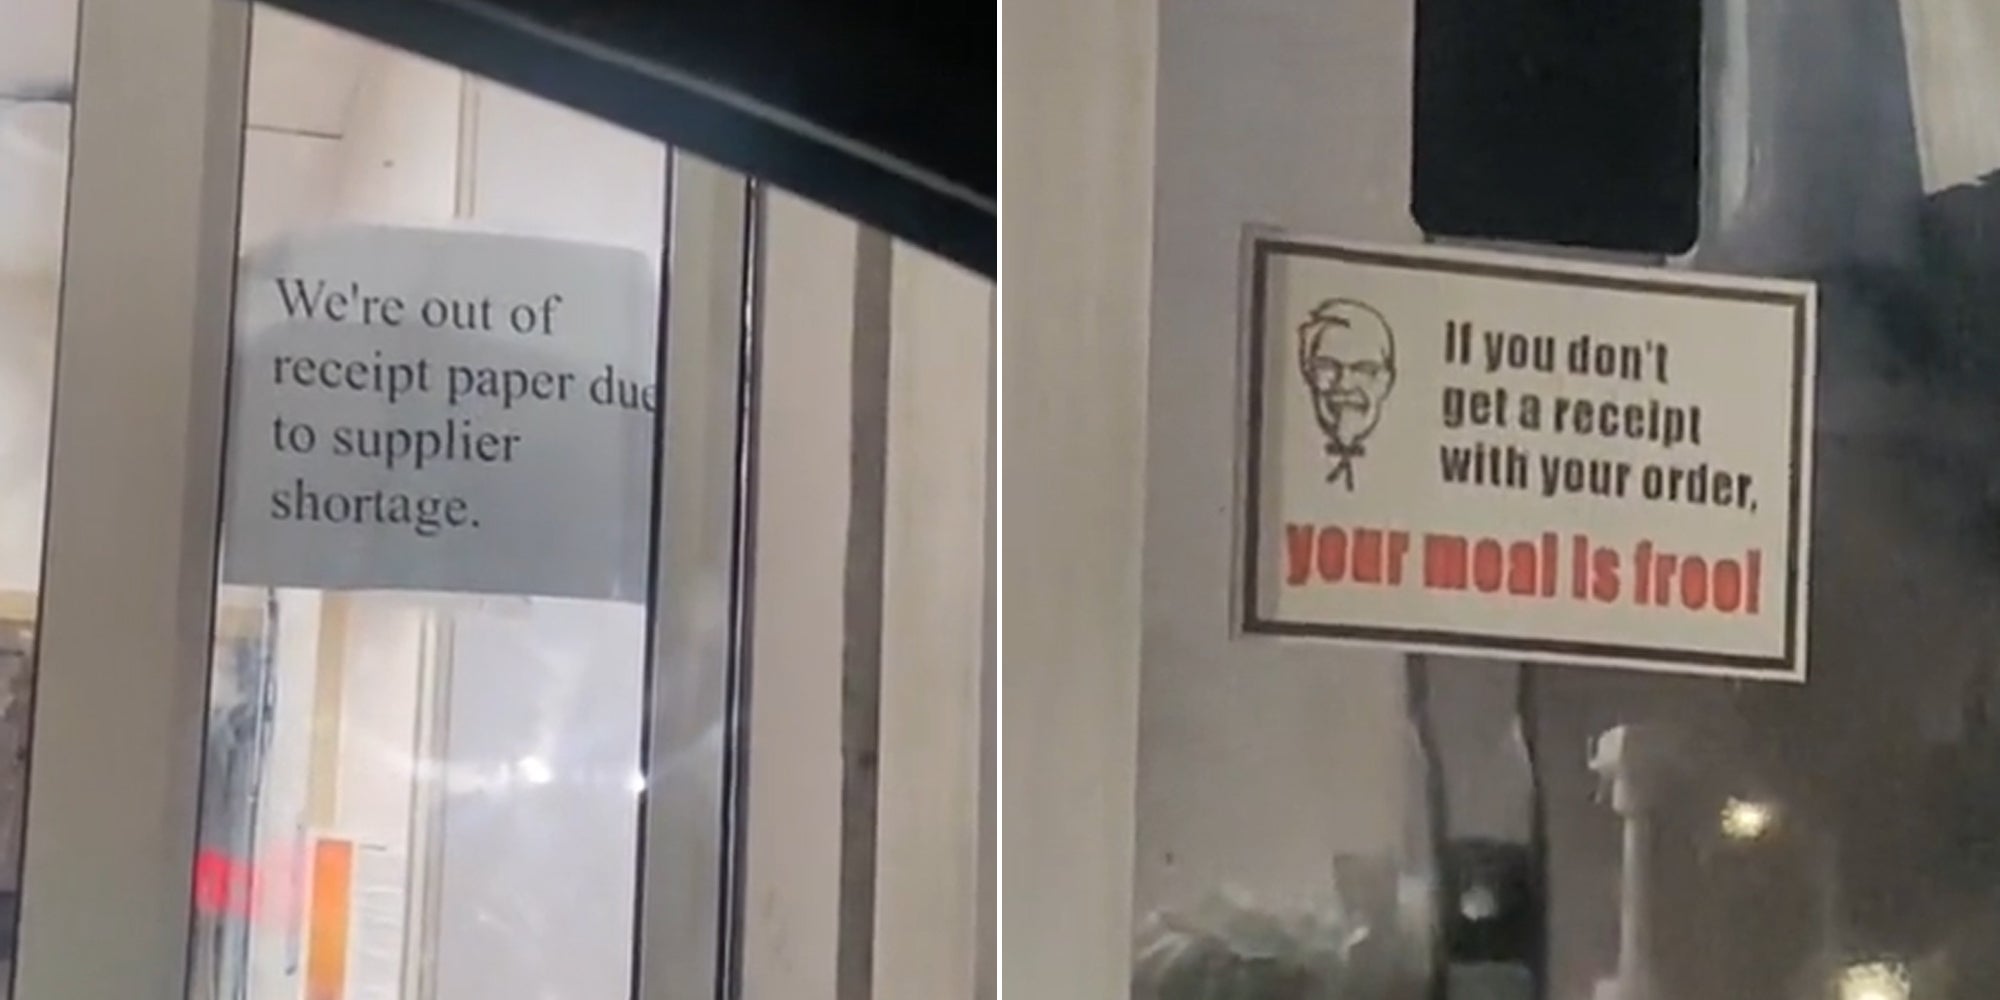 We're out of
receipt paper due
to supplier
shortage.
If you don't
get a receipt
with your order,
your meal is free!